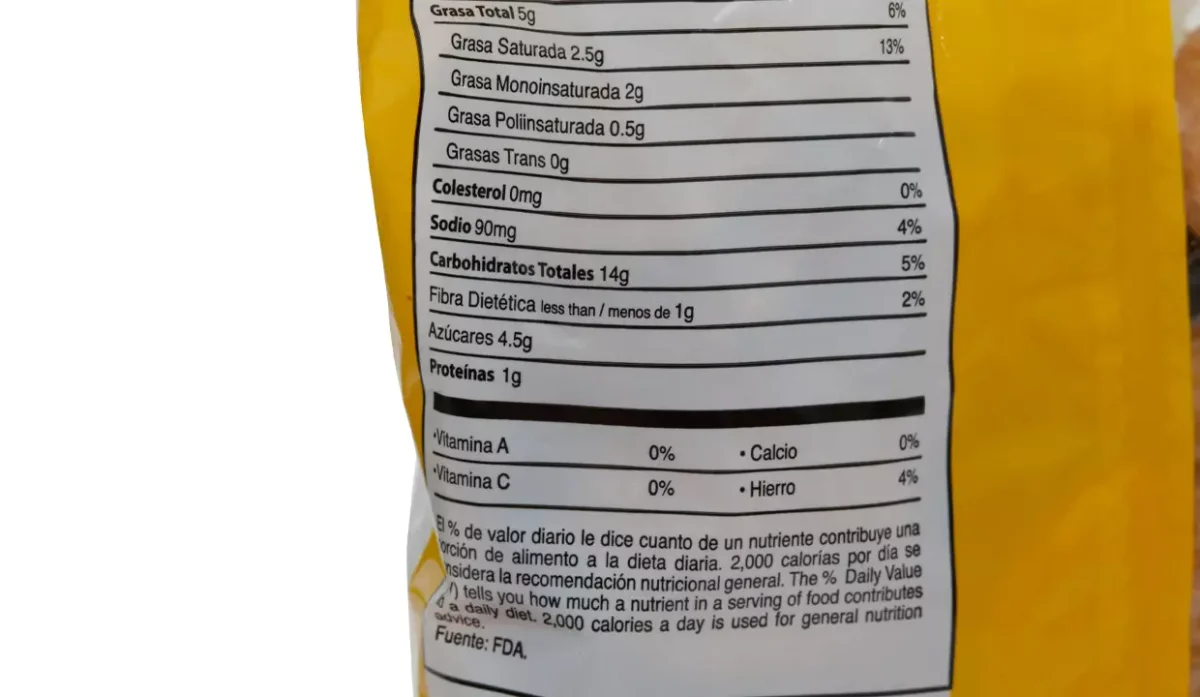 Grasa Total 5g 6%
Grasa Saturada 2.5g 13%
Grasa Monoinsaturada 2g
Grasa Poliinsaturada 0.5g
Grasas Trans 0g
Colesterol 0mg 0%
Sodio 90mg 4%
Carbohidratos Totales 14g 5%
Fibra Dietética less than / menos de 1g 2%
Azúcares 4.5g
Proteínas 1g
•Vitamina A 0% • Calcio 0%
•Vitamina C 0% • Hierro 4%
El % de valor diario le dice cuanto de un nutriente contribuye una
orción de alimento a la dieta diaria. 2,000 calorías por día se
nsidera la recomendación nutricional general. The % Daily Value
) tells you how much a nutrient in a serving of food contributes
a daily diet. 2,000 calories a day is used for general nutrition
advice.
Fuente: FDA.